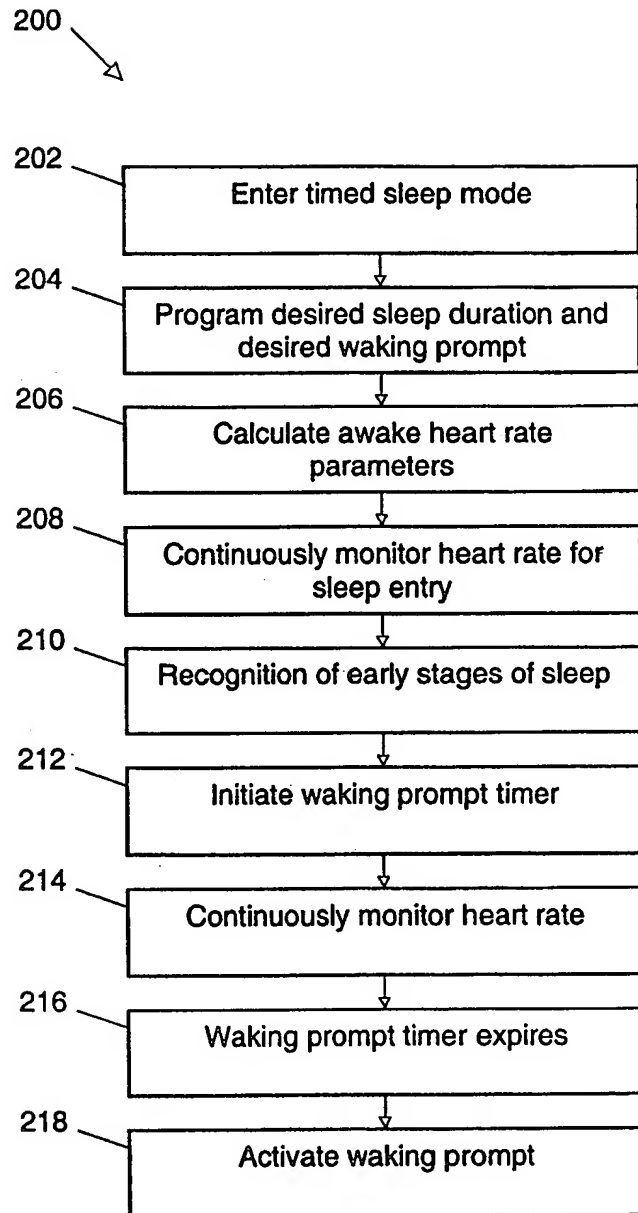 200
202
Enter timed sleep mode
204
Program desired sleep duration and
desired waking prompt
206
Calculate awake heart rate
parameters
208
Continuously monitor heart rate for
sleep entry
210
Recognition of early stages of sleep
212
Initiate waking prompt timer
214
Continuously monitor heart rate
216
Waking prompt timer expires
218
Activate waking prompt